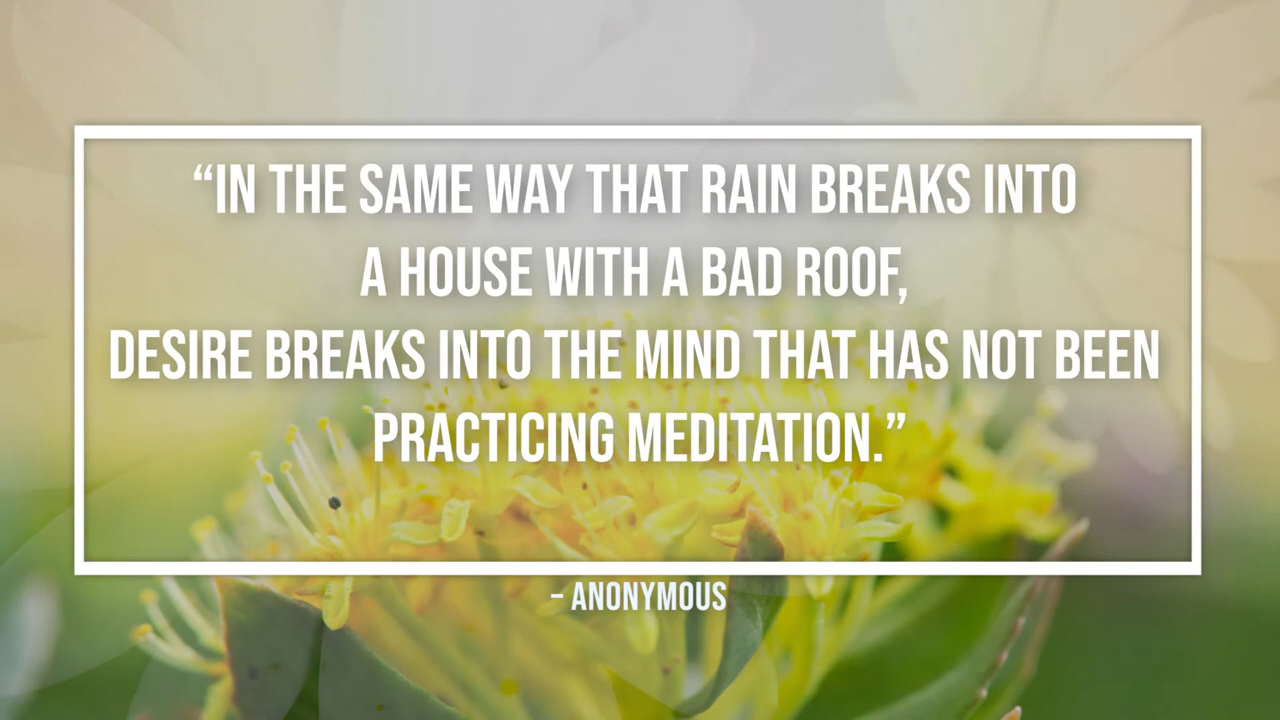 “IN THE SAME WAY THAT RAIN BREAKS INTO
A HOUSE WITH A BAD ROOF,
DESIRE BREAKS INTO THE MIND THAT HAS NOT BEEN
PRACTICING MEDITATION.”
– ANONYMOUS